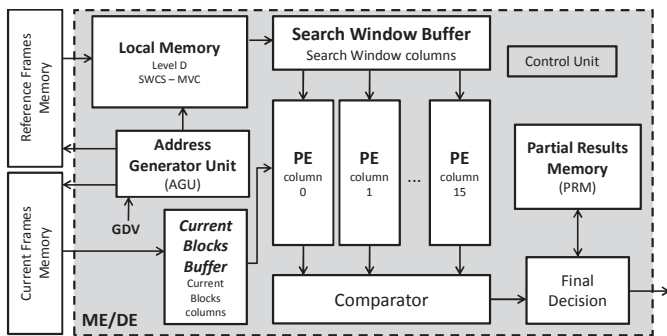 Reference Frames
Memory
Local Memory
Level D
SWCS – MVC
Search Window Buffer
Search Window columns
Control Unit
Address
Generator Unit
(AGU)
PE
column
0
PE
column
1
...
PE
column
15
Partial Results
Memory
(PRM)
Current Frames
Memory
GDV
Current
Blocks
Buffer
Current
Blocks
columns
Comparator
Final
Decision
ME/DE